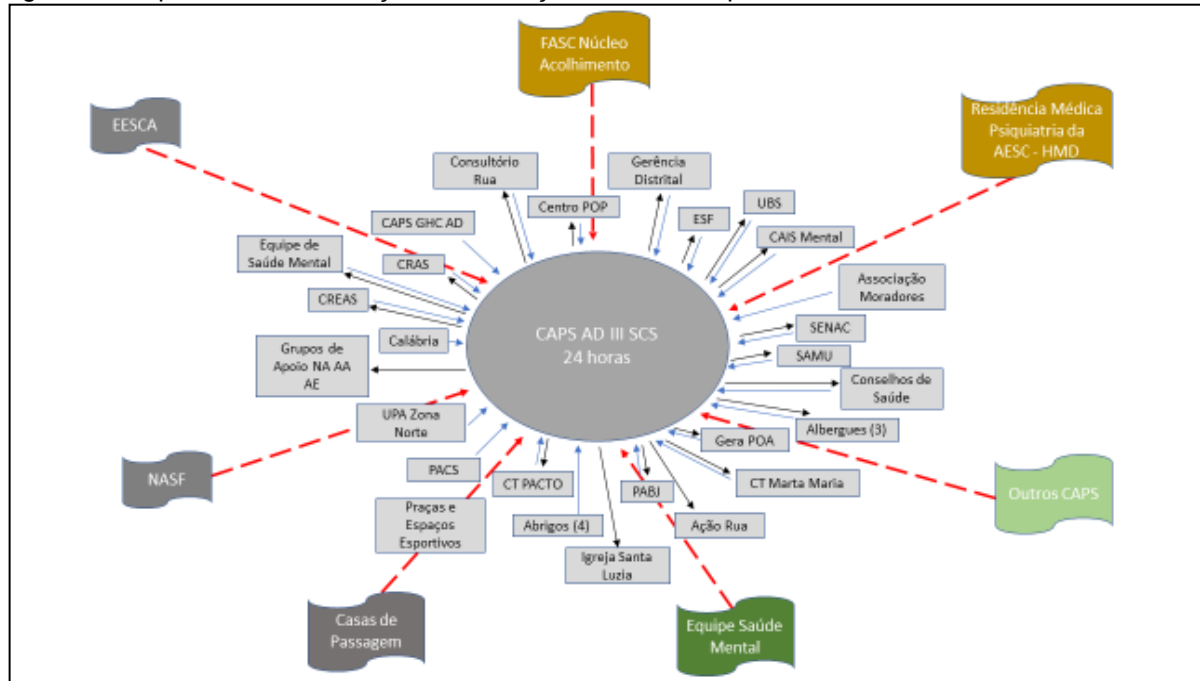 FASC Núcleo
Acolhimento
EESCA
Residência Médica
Psiquiatria da
AESC - HMD
Consultório
Rua
Gerência
Distrital
Centro POP
UBS
CAPS GHC AD
ESF
CAIS Mental
Equipe de
Saúde Mental
CRAS
Associação
Moradores
CREAS
SENAC
Calábria
CAPS AD III SCS
24 horas
SAMU
Grupos de
Apoio NA AA
AE
Conselhos de
Saúde
UPA Zona
Norte
Albergues (3)
Gera POA
NASF
PACS
CT PACTO
PABJ
CT Marta Maria
Outros CAPS
Praças e
Espaços
Esportivos
Abrigos (4)
Ação Rua
Igreja Santa
Luzia
Casas de
Passagem
Equipe Saúde
Mental